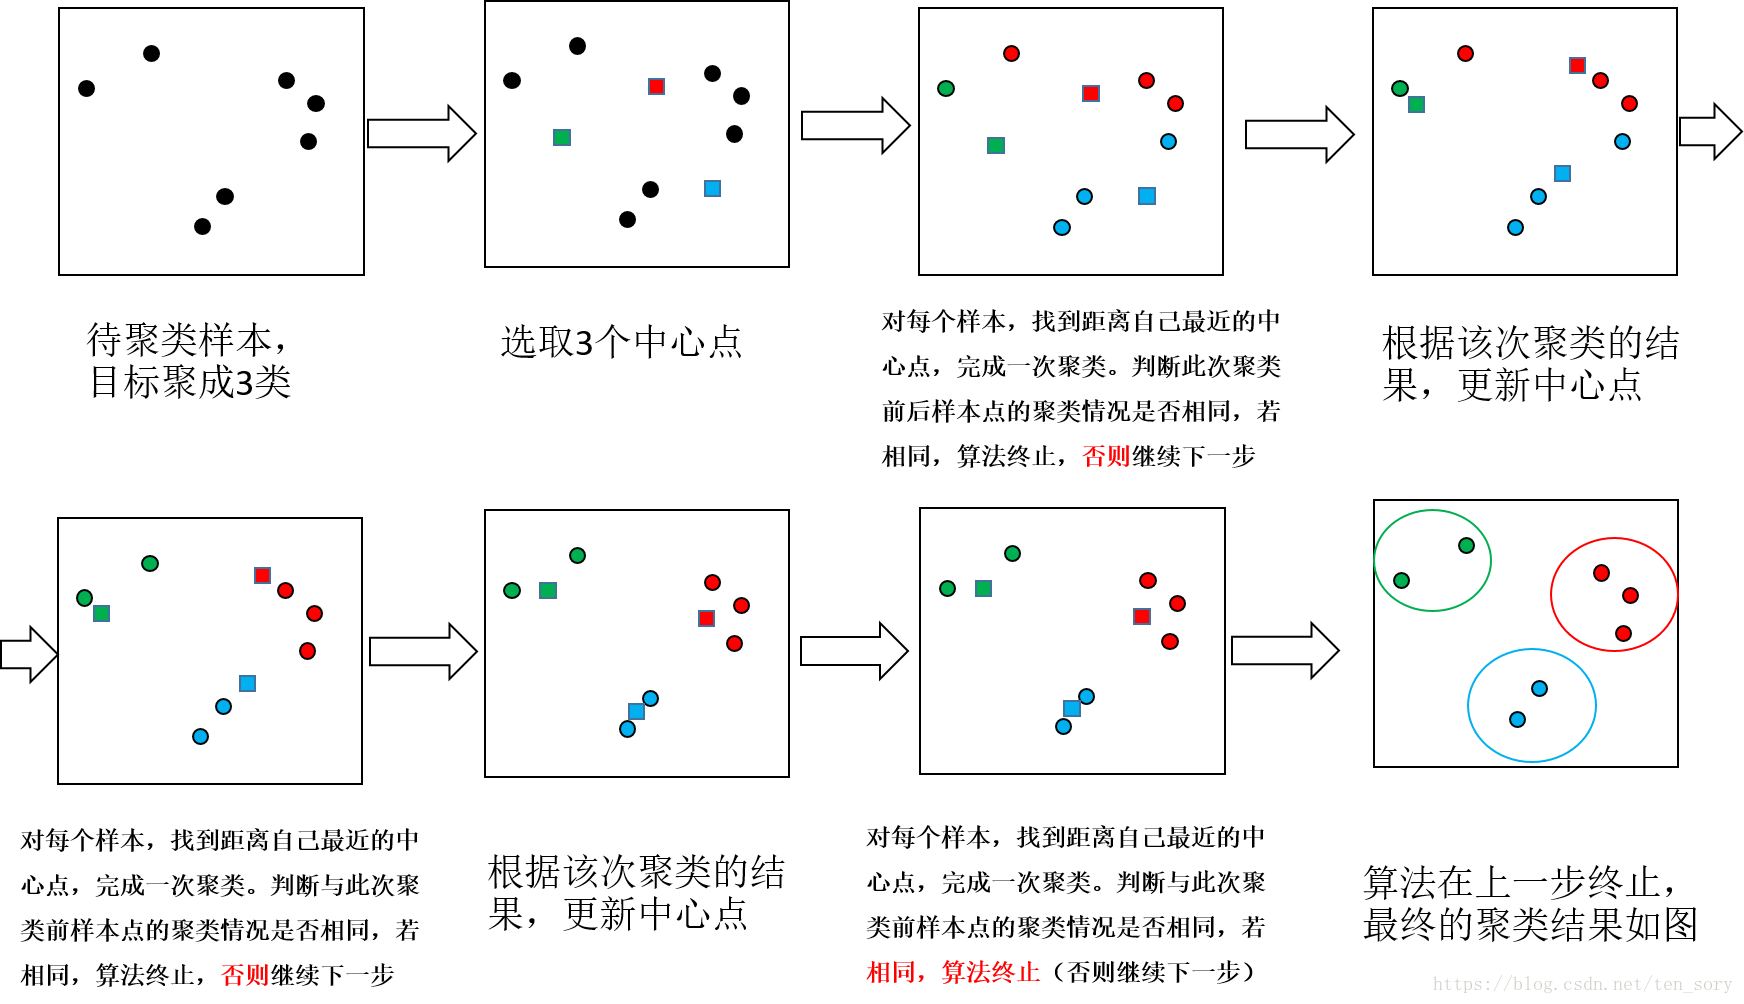 待聚类样本，
目标聚成3类
选取3个中心点
对每个样本，找到距离自己最近的中
心点，完成一次聚类。判断此次聚类
前后样本点的聚类情况是否相同，若
相同，算法终止，否则继续下一步
根据该次聚类的结
果，更新中心点
对每个样本，找到距离自己最近的中
心点，完成一次聚类。判断与此次聚
类前样本点的聚类情况是否相同，若
相同，算法终止，否则继续下一步
根据该次聚类的结
果，更新中心点
对每个样本，找到距离自己最近的中
心点，完成一次聚类。判断与此次聚
类前样本点的聚类情况是否相同，若
相同，算法终止（否则继续下一步）
算法在上一步终止，
最终的聚类结果如图
https://blog.csdn.net/ten_sory